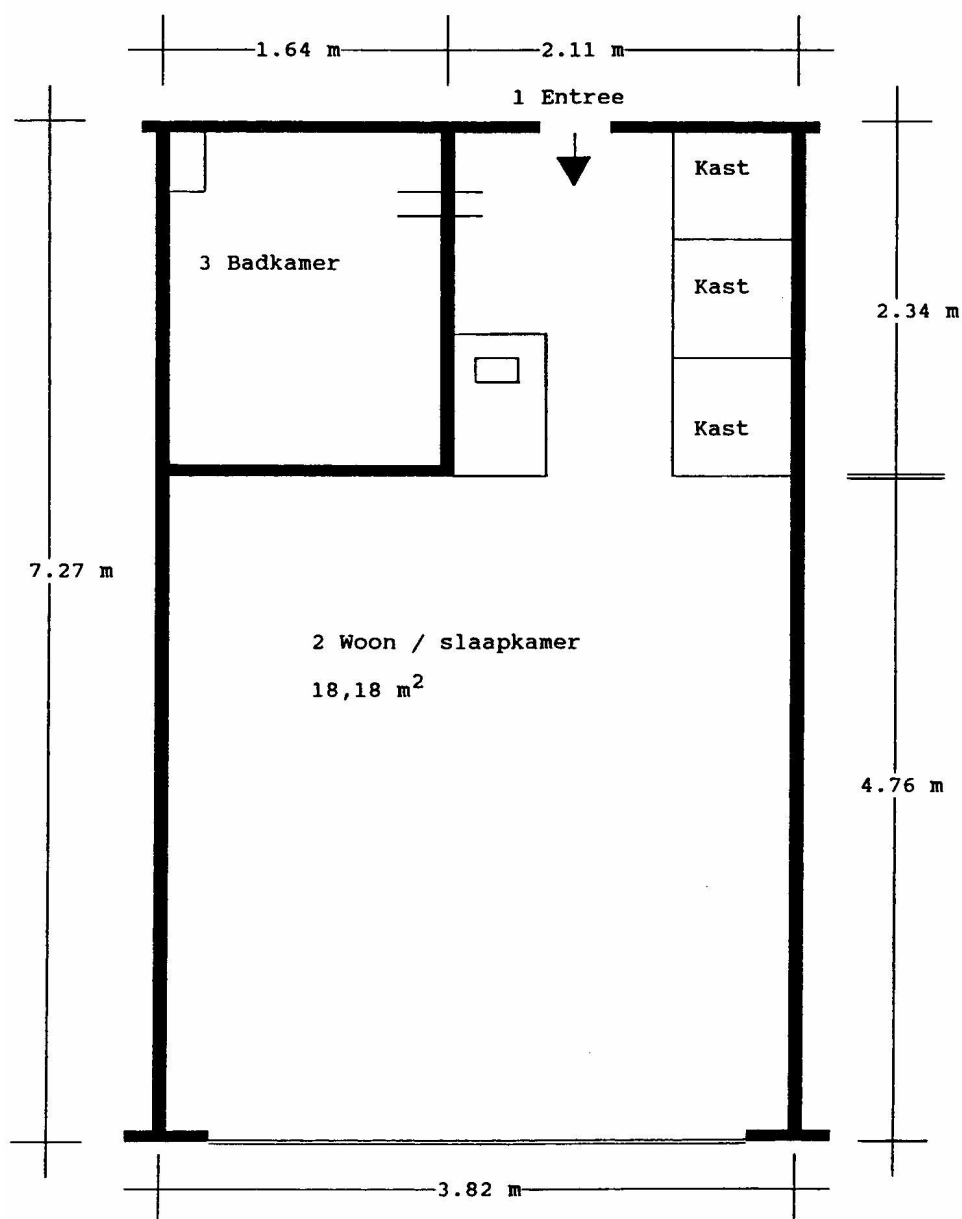 1.64 m
2.11 m
1 Entree
Kast
3 Badkamer
Kast
2.34 m
Kast
7.27 m
2 Woon / slaapkamer
18,18 m²
4.76 m
3.82 m